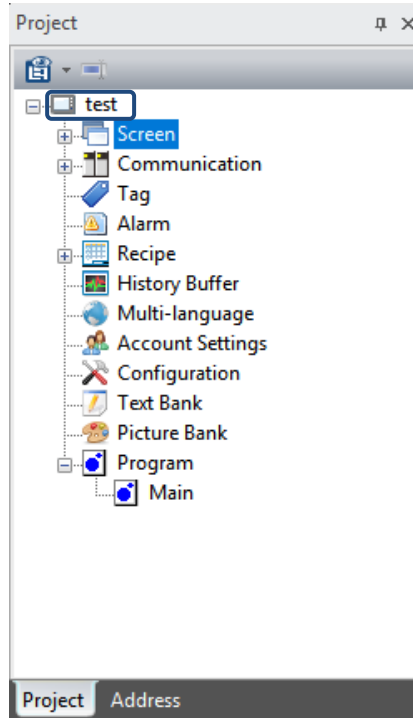 Project
test
Screen
Communication
Tag
Alarm
Recipe
History Buffer
Multi-language
Account Settings
Configuration
Text Bank
Picture Bank
Program
Main
Project Address